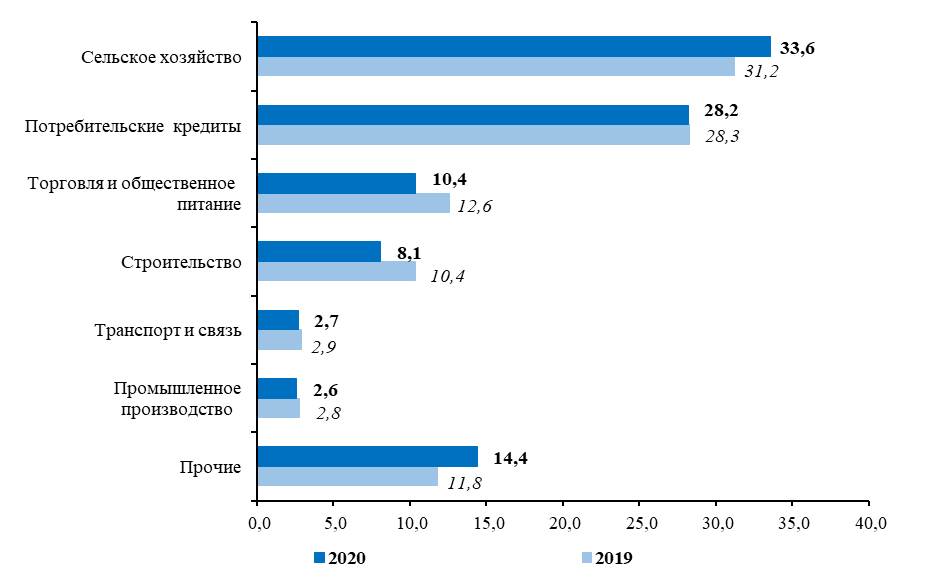 Сельское хозяйство
33,6
31,2
Потребительские кредиты
28,2
28,3
Торговля и общественное
питание
10,4
12,6
Строительство
8,1
10,4
Транспорт и связь
2,7
2,9
Промышленное
производство
2,6
2,8
Прочие
14,4
11,8
0,0 5,0 10,0 15,0 20,0 25,0 30,0 35,0 40,0
2020 2019